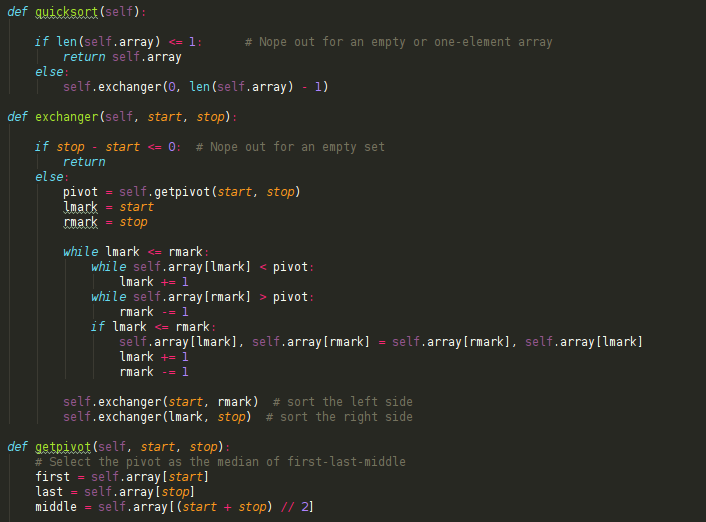 def quicksort(self):
if len(self.array) <= 1:      # Nope out for an empty or one-element array
return self.array
else:
self.exchanger(0, len(self.array) - 1)
def exchanger(self, start, stop):
if stop - start <= 0:  # Nope out for an empty set
return
else:
pivot = self.getpivot(start, stop)
lmark = start
rmark = stop
while lmark <= rmark:
while self.array[lmark] < pivot:
lmark += 1
while self.array[rmark] > pivot:
rmark -= 1
if lmark <= rmark:
self.array[lmark], self.array[rmark] = self.array[rmark], self.array[lmark]
lmark += 1
rmark -= 1
self.exchanger(start, rmark)  # sort the left side
self.exchanger(lmark, stop)  # sort the right side
def getpivot(self, start, stop):
# Select the pivot as the median of first-last-middle
first = self.array[start]
last = self.array[stop]
middle = self.array[(start + stop) // 2]